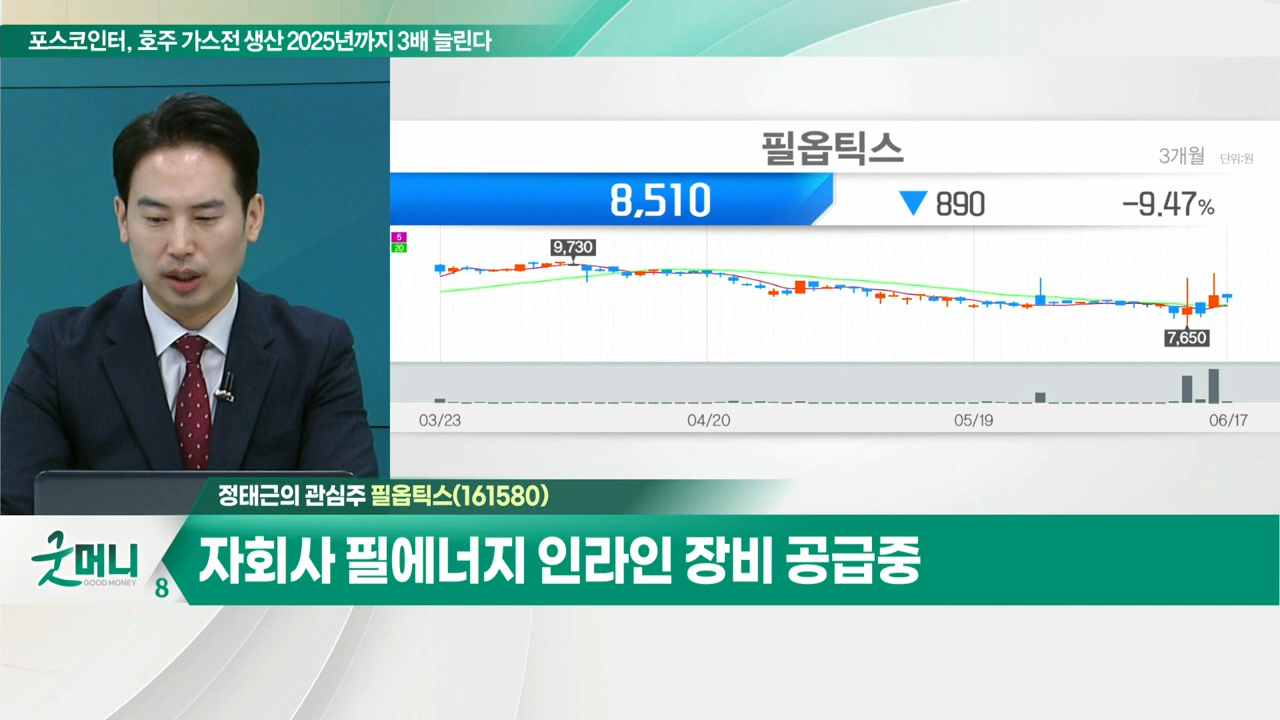 포스코인터, 호주 가스전 생산 2025년까지 3배 늘린다
필옵틱스
3개월 단위:원
8,510 ▼890 -9.47%
5
20
9,730
7,650
03/23 04/20 05/19 06/17
정태근의 관심주 필옵틱스(161580)
굿머니
GOOD MONEY
8
자회사 필에너지 인라인 장비 공급중